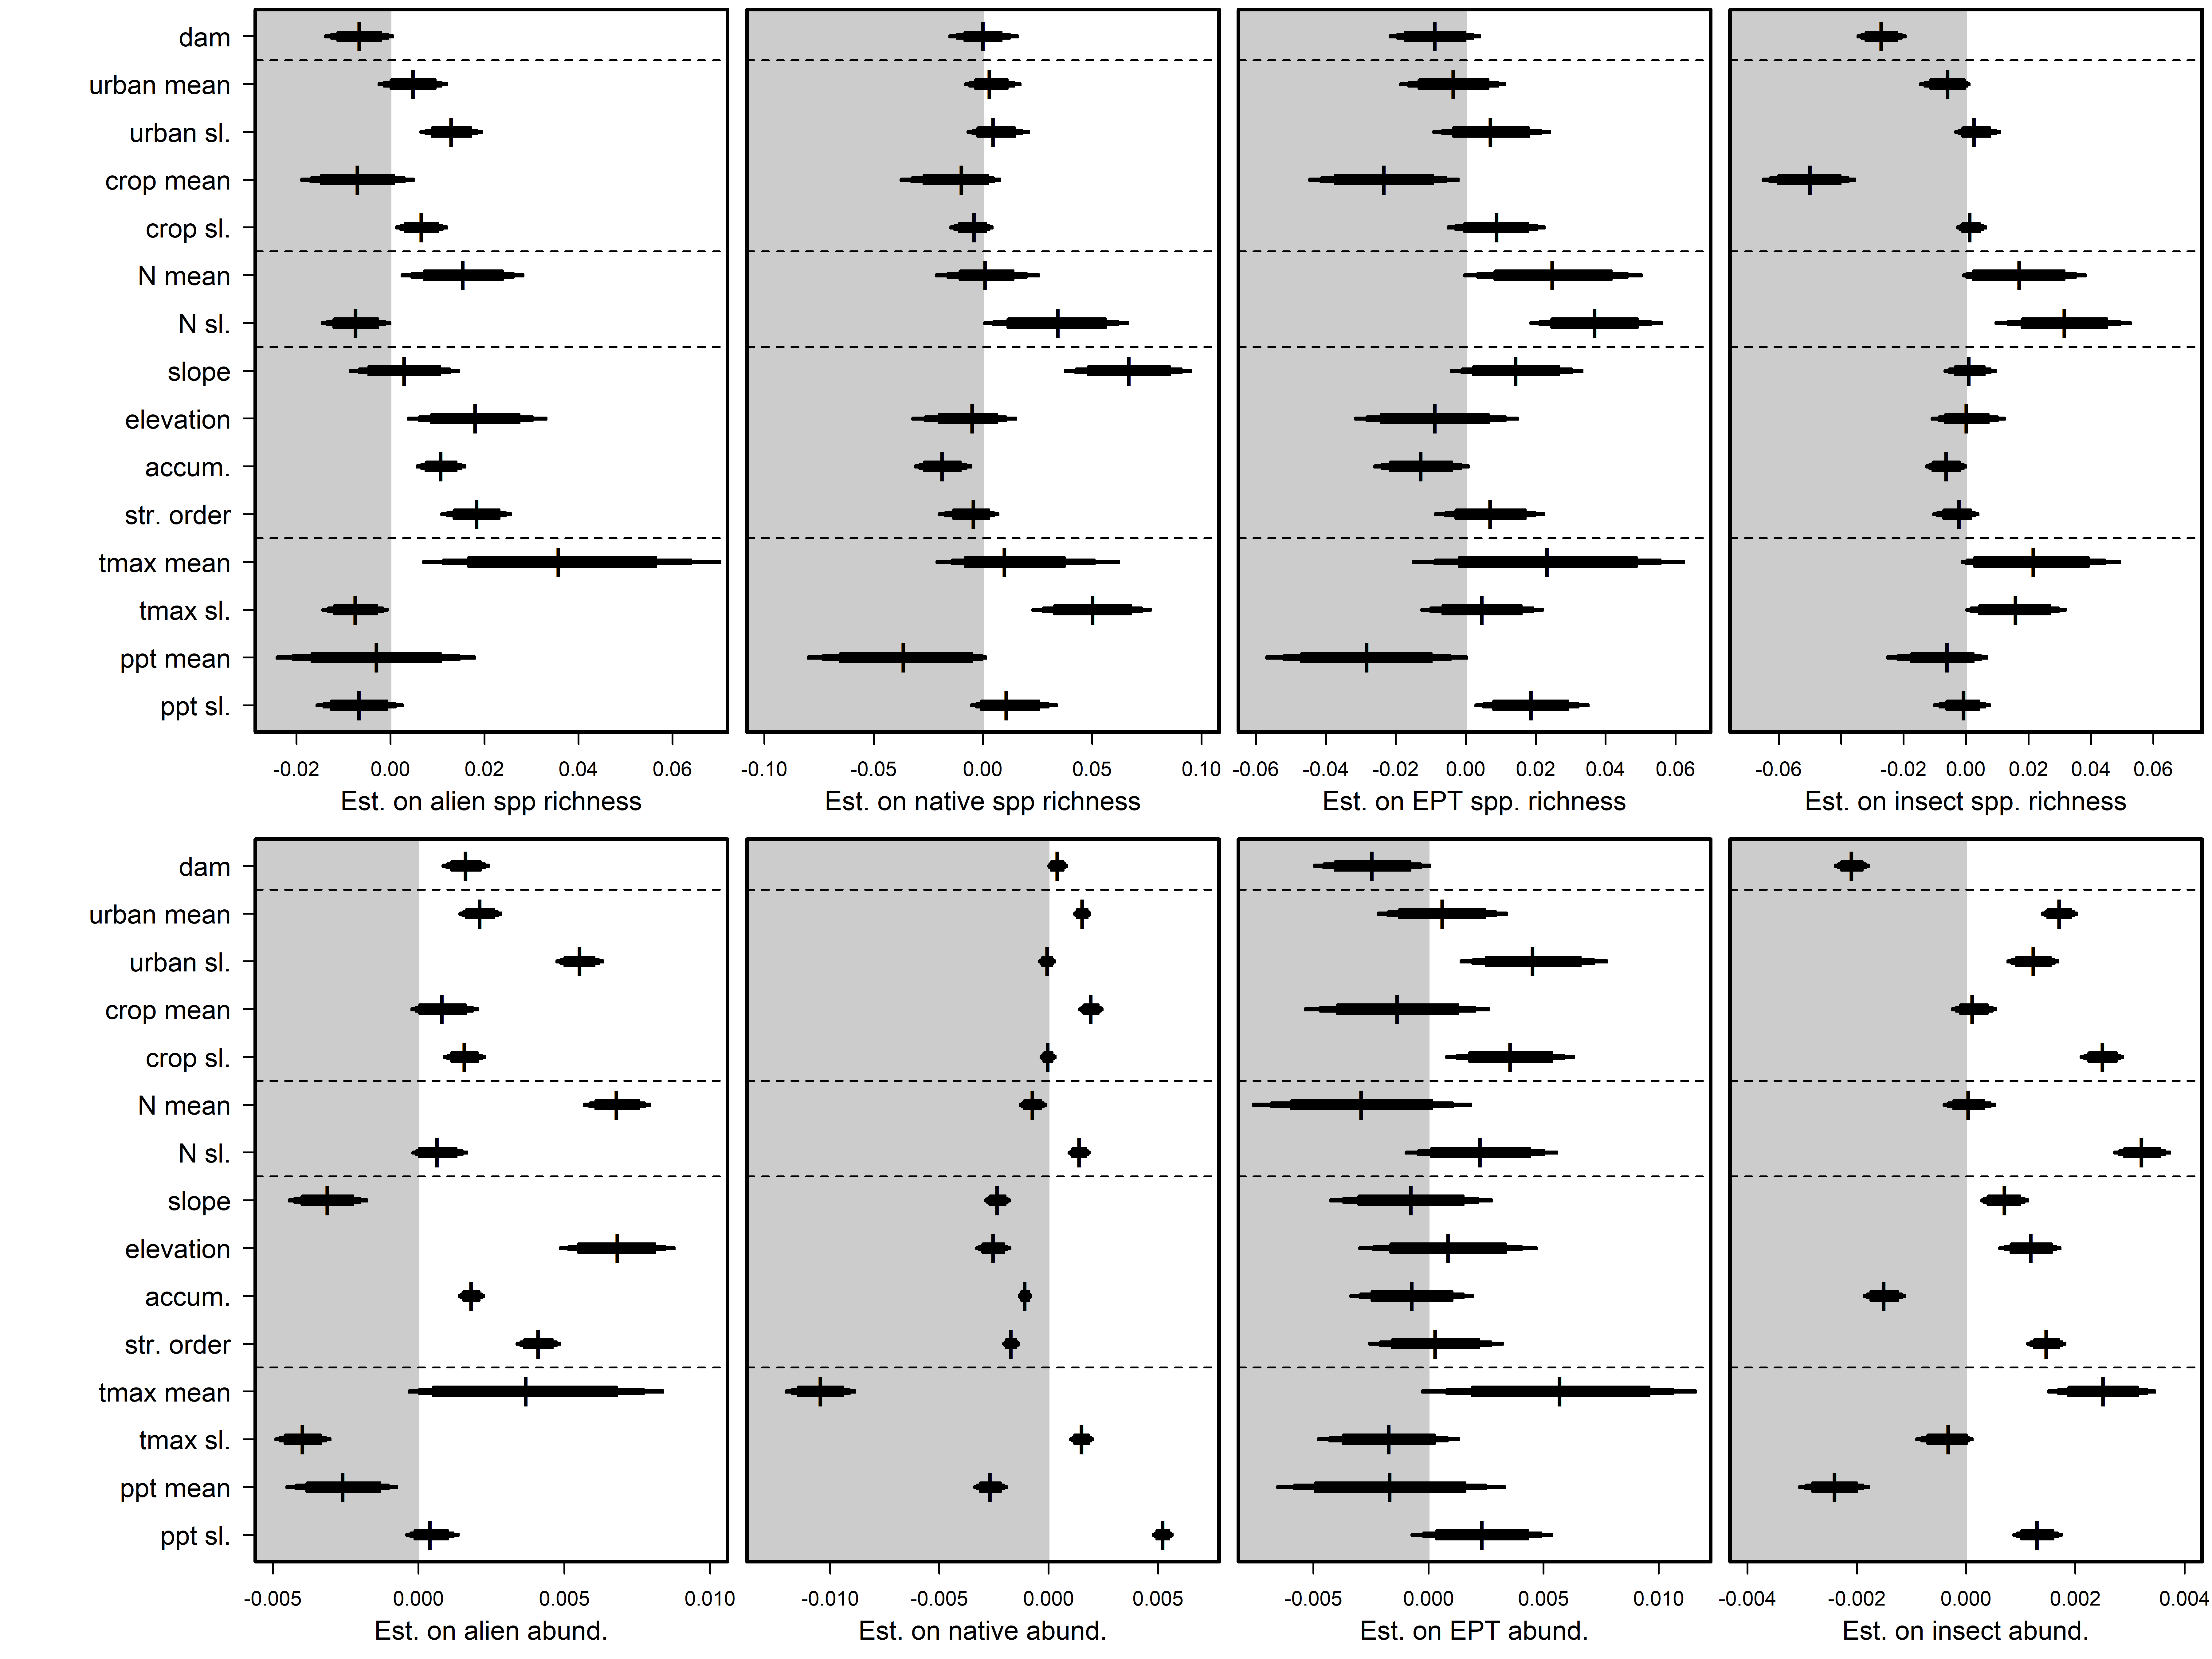 dam
urban mean
urban sl.
crop mean
crop sl.
N mean
N sl.
slope
elevation
accum.
str. order
tmax mean
tmax sl.
ppt mean
ppt sl.
-0.02 0.00 0.02 0.04 0.06
Est. on alien spp richness
-0.10 -0.05 0.00 0.05 0.10
Est. on native spp richness
-0.06 -0.04 -0.02 0.00 0.02 0.04 0.06
Est. on EPT spp. richness
-0.06 -0.02 0.00 0.02 0.04 0.06
Est. on insect spp. richness
dam
urban mean
urban sl.
crop mean
crop sl.
N mean
N sl.
slope
elevation
accum.
str. order
tmax mean
tmax sl.
ppt mean
ppt sl.
-0.005 0.000 0.005 0.010
Est. on alien abund.
-0.010 -0.005 0.000 0.005
Est. on native abund.
-0.005 0.000 0.005 0.010
Est. on EPT abund.
-0.004 -0.002 0.000 0.002 0.004
Est. on insect abund.